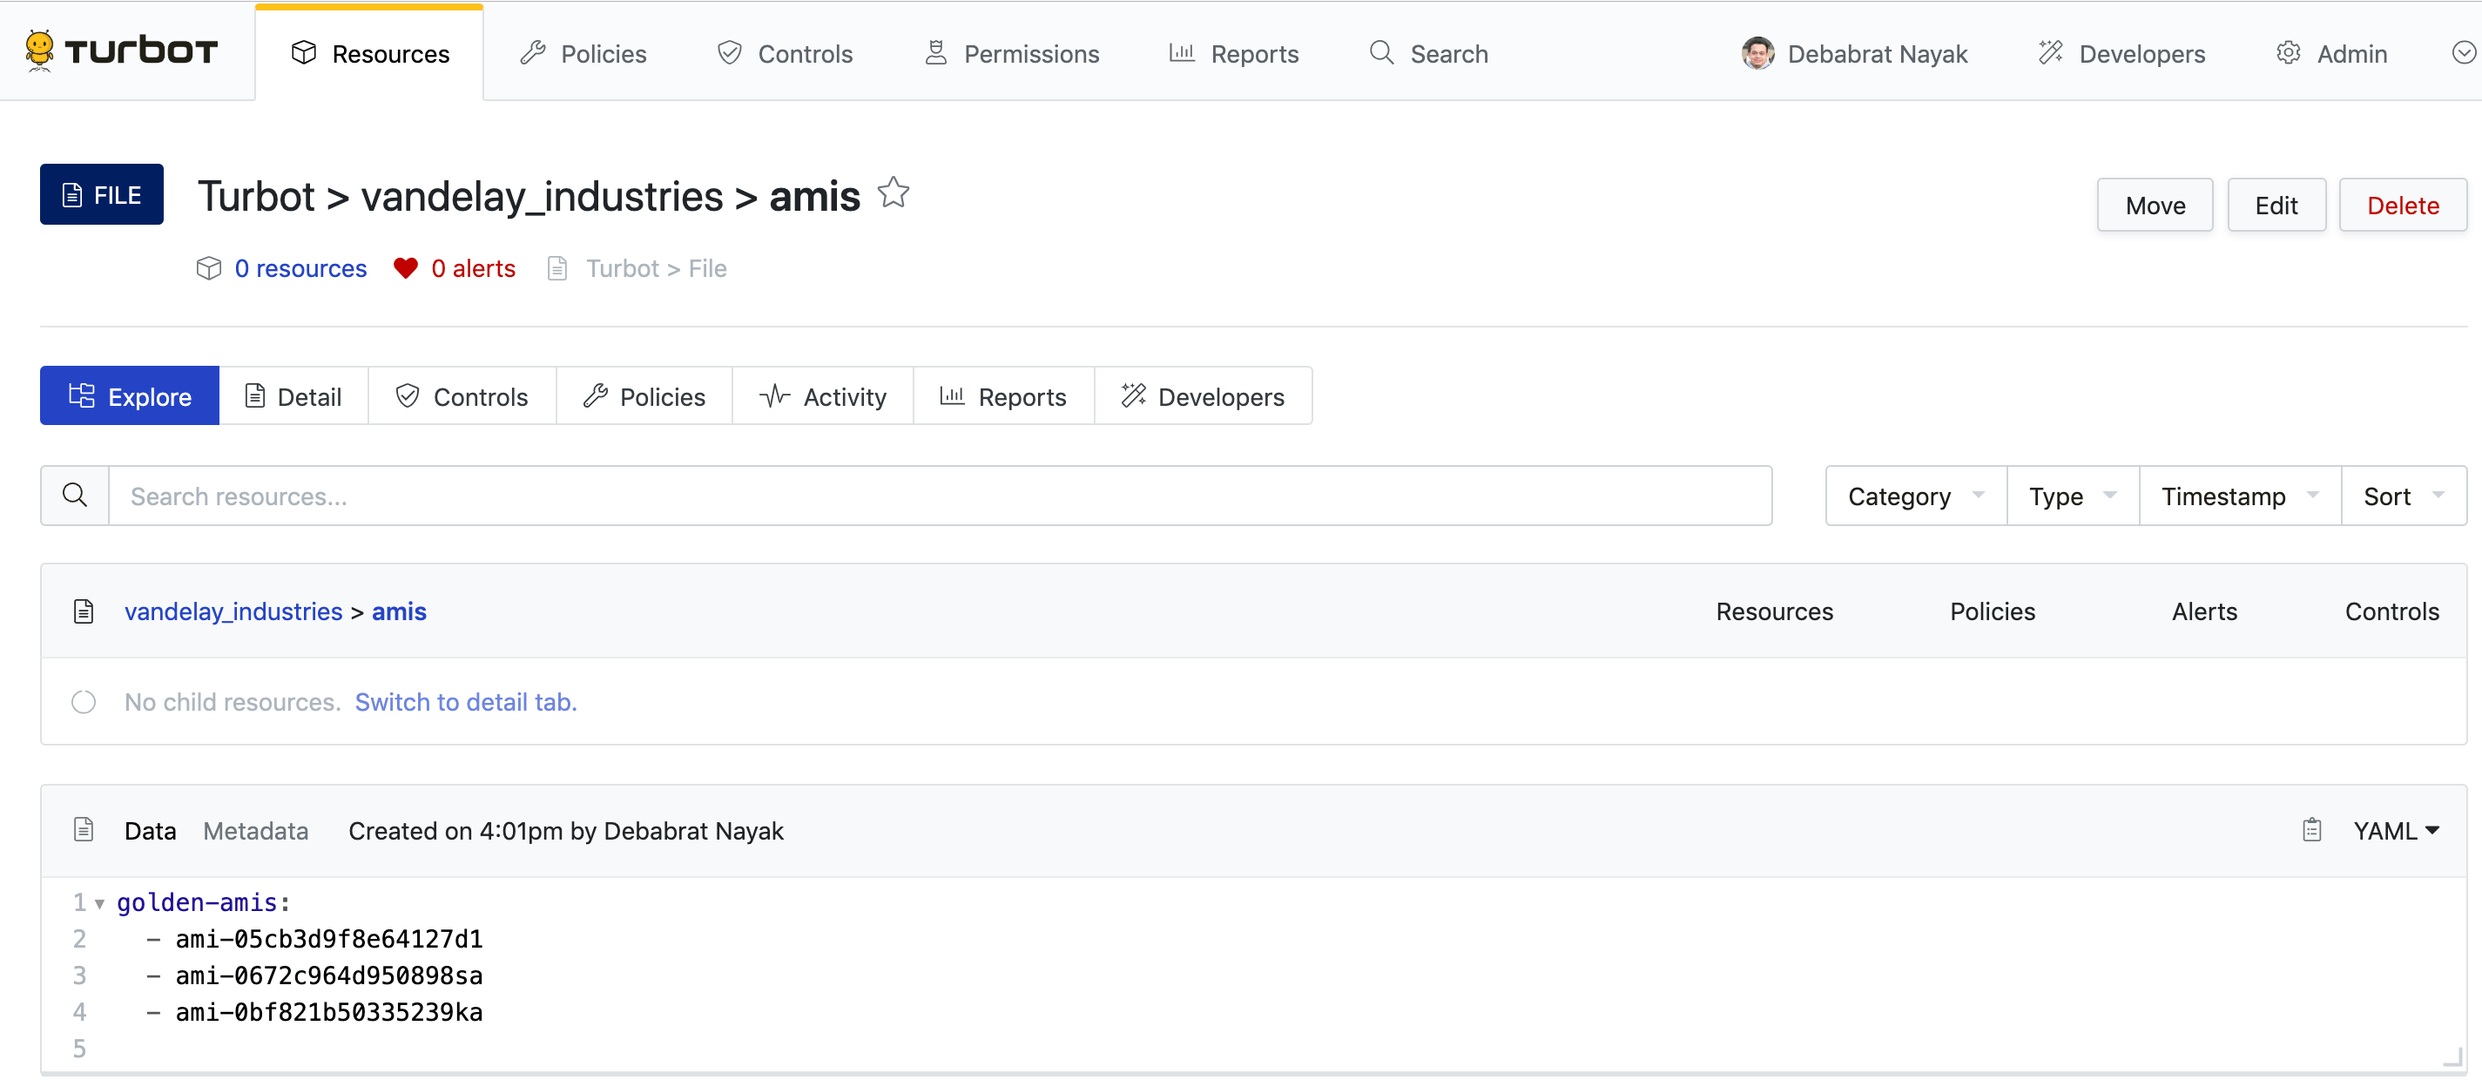 TURBOT Resources Policies Controls Permissions Reports Search Debabrat Nayak Developers Admin
FILE Turbot > vandelay_industries > amis Move Edit Delete
0 resources 0 alerts Turbot > File
Explore Detail Controls Policies Activity Reports Developers
Search resources... Category Type Timestamp Sort
vandelay_industries > amis Resources Policies Alerts Controls
No child resources. Switch to detail tab.
Data Metadata Created on 4:01pm by Debabrat Nayak YAML
1 golden-amis:
2 - ami-05cb3d9f8e64127d1
3 - ami-0672c964d950898sa
4 - ami-0bf821b50335239ka
5